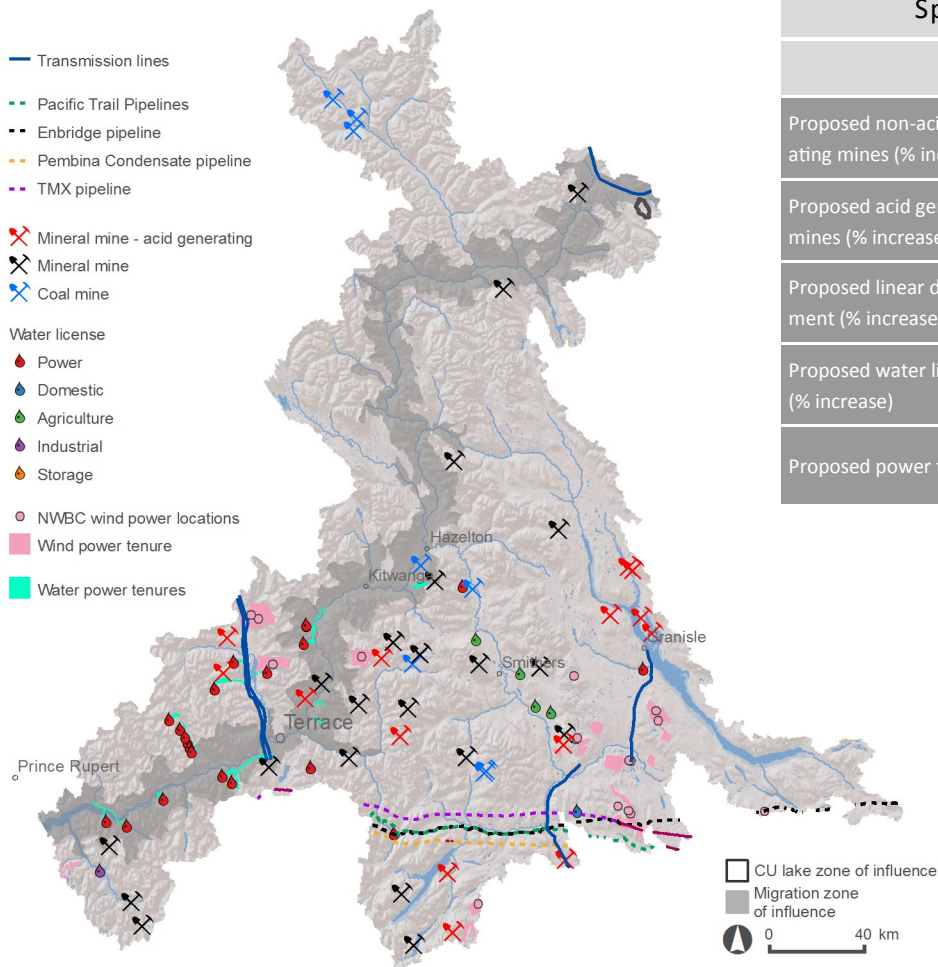 Transmission lines
Pacific Trail Pipelines
Enbridge pipeline
Pembina Condensate pipeline
TMX pipeline
Mineral mine - acid generating
Mineral mine
Coal mine
Water license
Power
Domestic
Agriculture
Industrial
Storage
NWBC wind power locations
Wind power tenure
Water power tenures
Hazelton
Kitwanga
Granisle
Smithers
Terrace
Prince Rupert
CU lake zone of influence
Migration zone
of influence
0 40 km
Sp
Proposed non-aci
ating mines (% inc
Proposed acid ge
mines (% increase
Proposed linear d
ment (% increase
Proposed water li
(% increase)
Proposed power t